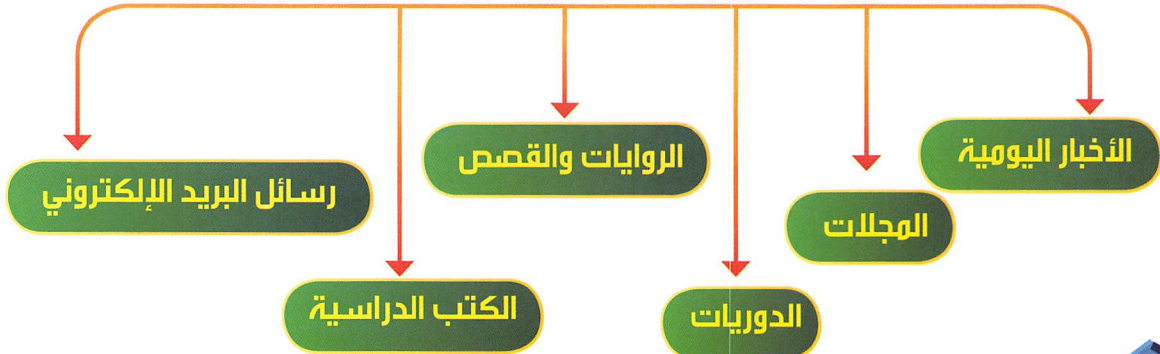 الأخبار اليومية
المجلات
الدوريات
الروايات والقصص
الكتب الدراسية
رسائل البريد الإلكتروني